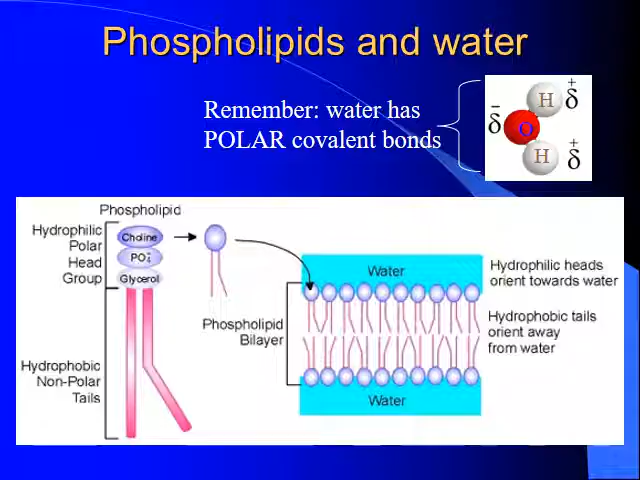 Phospholipids and water
Remember: water has
POLAR covalent bonds
H
δ+
δ−
O
H
δ+
Phospholipid
Hydrophilic
Polar
Head
Group
Choline
PO₄⁻
Glycerol
Hydrophobic
Non-Polar
Tails
Phospholipid
Bilayer
Water
Water
Hydrophilic heads
orient towards water
Hydrophobic tails
orient away
from water